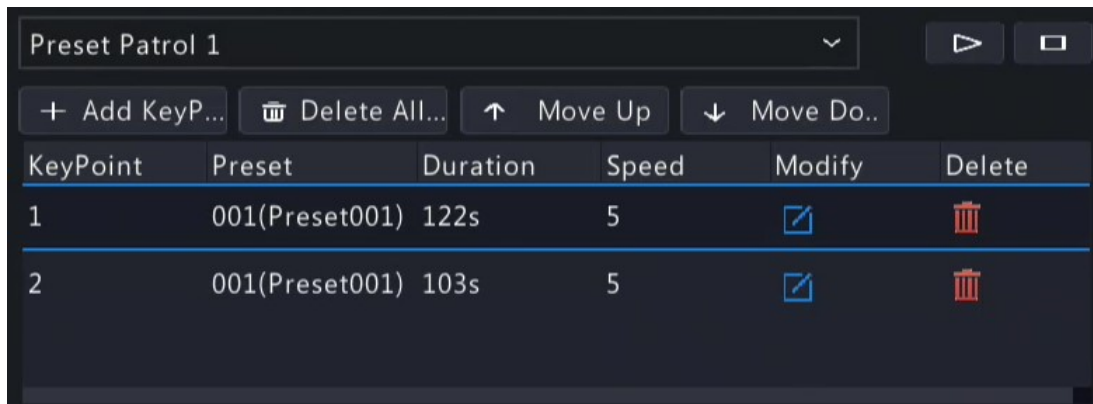 Preset Patrol 1
Add KeyP... Delete All... Move Up Move Do..
KeyPoint Preset Duration Speed Modify Delete
1 001(Preset001) 122s 5
2 001(Preset001) 103s 5